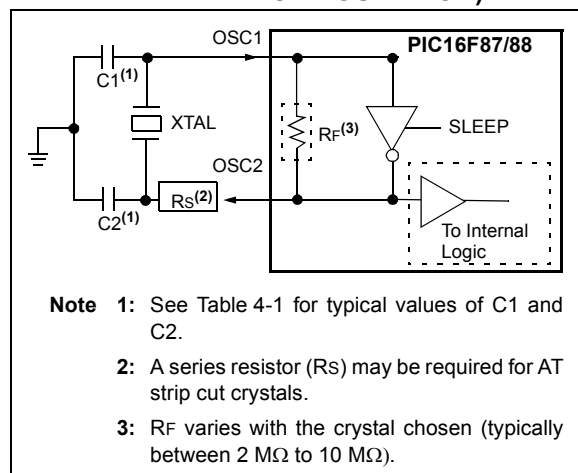 OSC1
PIC16F87/88
C1(1)
XTAL
RF(3)
SLEEP
OSC2
RS(2)
C2(1)
To Internal
Logic
Note 1: See Table 4-1 for typical values of C1 and
C2.
2: A series resistor (RS) may be required for AT
strip cut crystals.
3: RF varies with the crystal chosen (typically
between 2 MΩ to 10 MΩ).